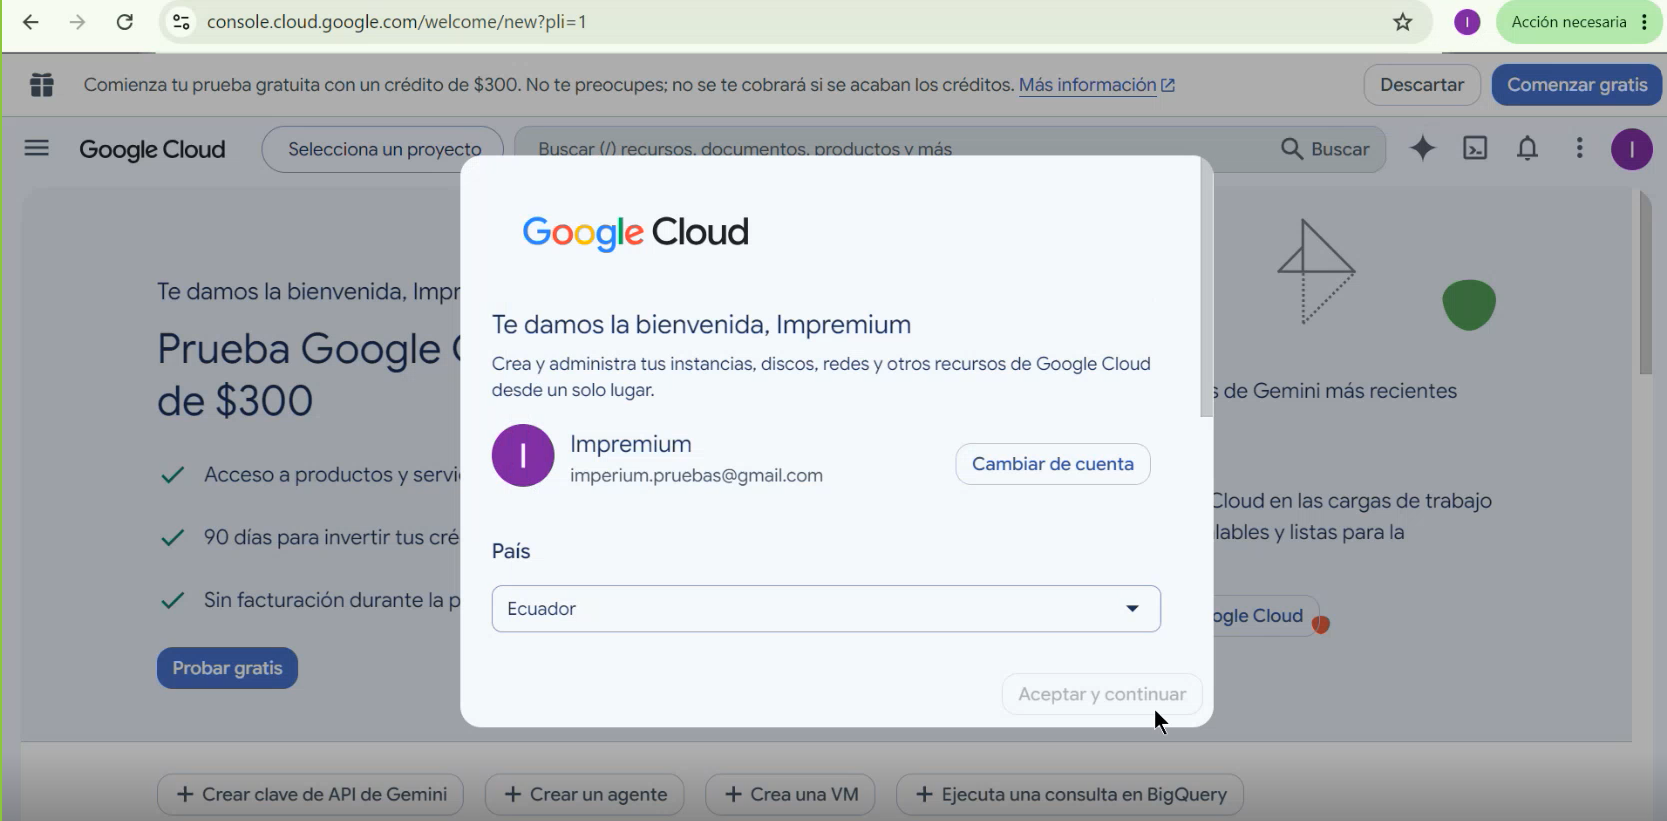 console.cloud.google.com/welcome/new?pli=1
I
Acción necesaria
Comienza tu prueba gratuita con un crédito de $300. No te preocupes; no se te cobrará si se acaban los créditos. Más información
Descartar
Comenzar gratis
Google Cloud
Selecciona un proyecto
Buscar (/) recursos, documentos, productos y más
Buscar
I
Te damos la bienvenida, Impr
Prueba Google
de $300
Acceso a productos y servi
90 días para invertir tus cré
Sin facturación durante la p
Probar gratis
Google Cloud
Te damos la bienvenida, Impremium
Crea y administra tus instancias, discos, redes y otros recursos de Google Cloud
desde un solo lugar.
I
Impremium
imperium.pruebas@gmail.com
Cambiar de cuenta
País
Ecuador
Aceptar y continuar
s de Gemini más recientes
Cloud en las cargas de trabajo
lables y listas para la
ogle Cloud
+ Crear clave de API de Gemini
+ Crear un agente
+ Crea una VM
+ Ejecuta una consulta en BigQuery